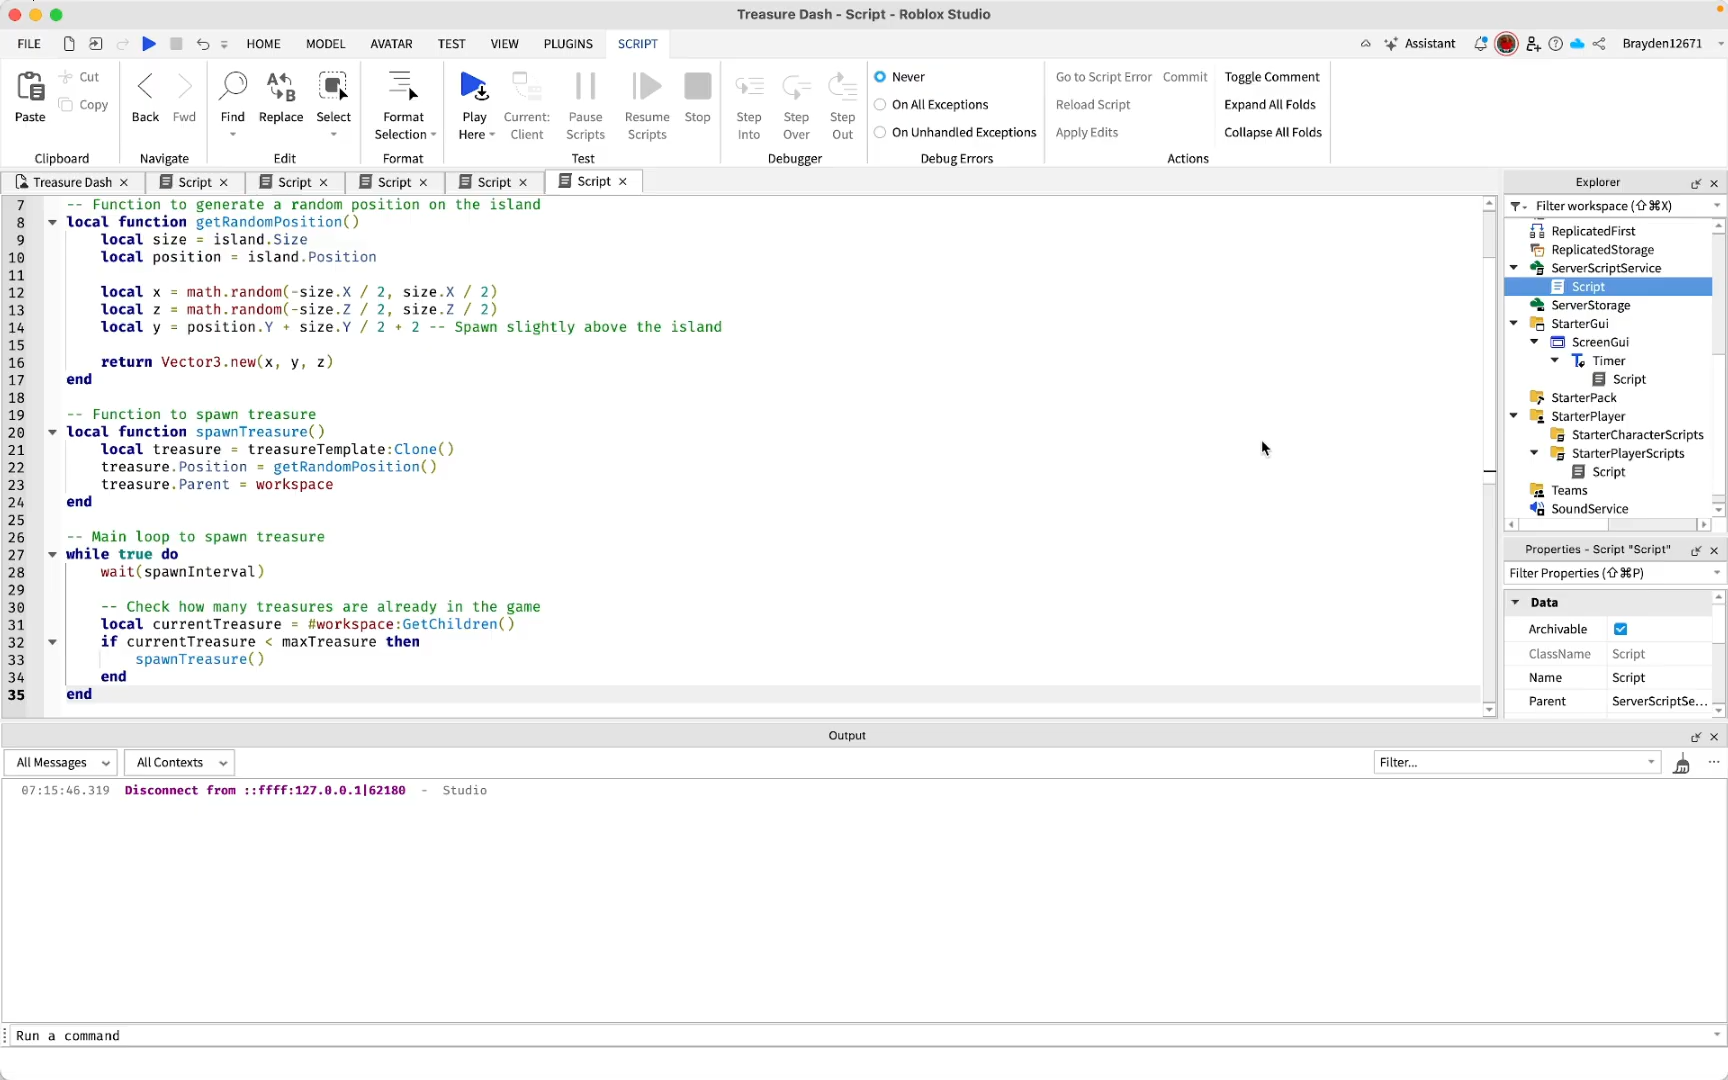 Treasure Dash - Script - Roblox Studio
FILE HOME MODEL AVATAR TEST VIEW PLUGINS SCRIPT Assistant Brayden12671
Paste Cut Copy Clipboard
Back Fwd Navigate
Find Replace Select Edit
Format Selection Format
Play Here Current: Client Pause Scripts Resume Scripts Stop Test
Step Into Step Over Step Out Debugger
Never
On All Exceptions
On Unhandled Exceptions
Debug Errors
Go to Script Error Commit Toggle Comment
Reload Script Expand All Folds
Apply Edits Collapse All Folds
Actions
Treasure Dash × Script × Script × Script × Script × Script ×
7 -- Function to generate a random position on the island
8 local function getRandomPosition()
9 local size = island.Size
10 local position = island.Position
11
12 local x = math.random(-size.X / 2, size.X / 2)
13 local z = math.random(-size.Z / 2, size.Z / 2)
14 local y = position.Y + size.Y / 2 + 2 -- Spawn slightly above the island
15
16 return Vector3.new(x, y, z)
17 end
18
19 -- Function to spawn treasure
20 local function spawnTreasure()
21 local treasure = treasureTemplate:Clone()
22 treasure.Position = getRandomPosition()
23 treasure.Parent = workspace
24 end
25
26 -- Main loop to spawn treasure
27 while true do
28 wait(spawnInterval)
29
30 -- Check how many treasures are already in the game
31 local currentTreasure = #workspace:GetChildren()
32 if currentTreasure < maxTreasure then
33 spawnTreasure()
34 end
35 end
Explorer
Filter workspace (⇧⌘X)
ReplicatedFirst
ReplicatedStorage
ServerScriptService
Script
ServerStorage
StarterGui
ScreenGui
Timer
Script
StarterPack
StarterPlayer
StarterCharacterScripts
StarterPlayerScripts
Script
Teams
SoundService
Properties - Script "Script"
Filter Properties (⇧⌘P)
Data
Archivable
ClassName Script
Name Script
Parent ServerScriptSe...
Output
All Messages All Contexts Filter...
07:15:46.319 Disconnect from ::ffff:127.0.0.1|62180 - Studio
Run a command